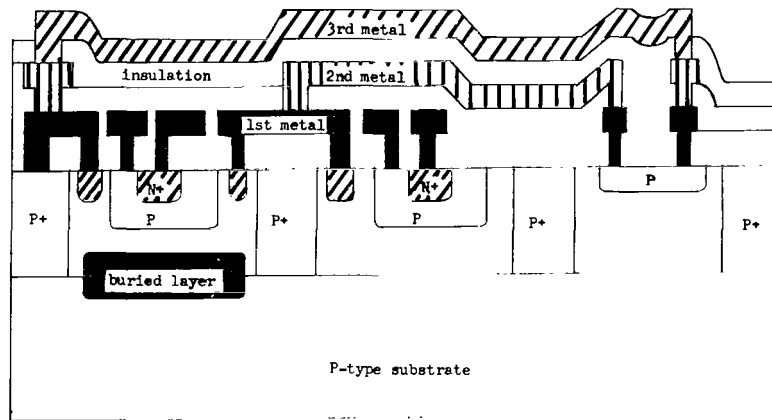 3rd metal
insulation
2nd metal
1st metal
N+
N+
P
P+
P
P+
P
P+
P+
buried layer
P-type substrate